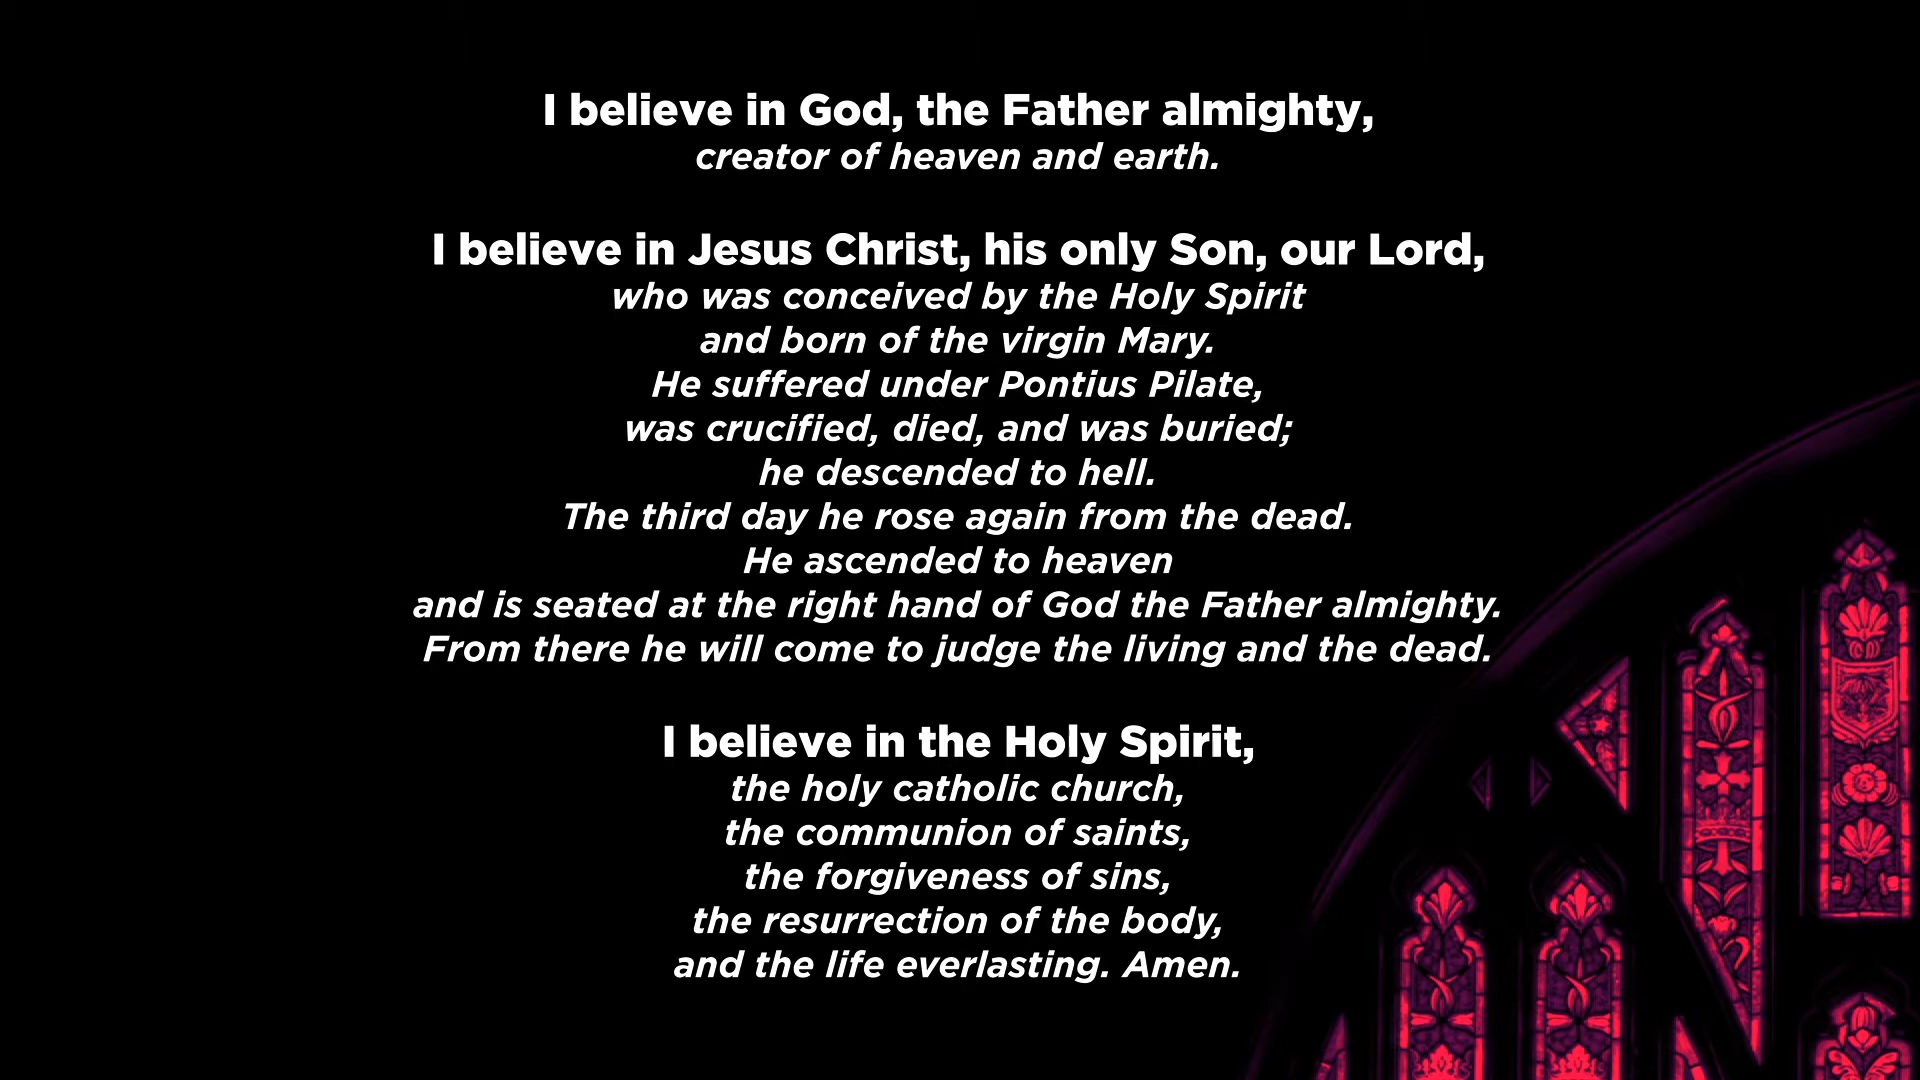 I believe in God, the Father almighty,
creator of heaven and earth.
I believe in Jesus Christ, his only Son, our Lord,
who was conceived by the Holy Spirit
and born of the virgin Mary.
He suffered under Pontius Pilate,
was crucified, died, and was buried;
he descended to hell.
The third day he rose again from the dead.
He ascended to heaven
and is seated at the right hand of God the Father almighty.
From there he will come to judge the living and the dead.
I believe in the Holy Spirit,
the holy catholic church,
the communion of saints,
the forgiveness of sins,
the resurrection of the body,
and the life everlasting. Amen.